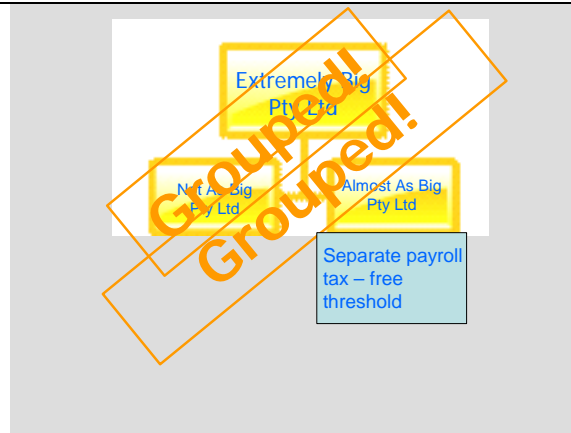 Extremely Big
Pty Ltd
Grouped!
Grouped!
Not As Big
Pty Ltd
Almost As Big
Pty Ltd
Separate payroll
tax – free
threshold